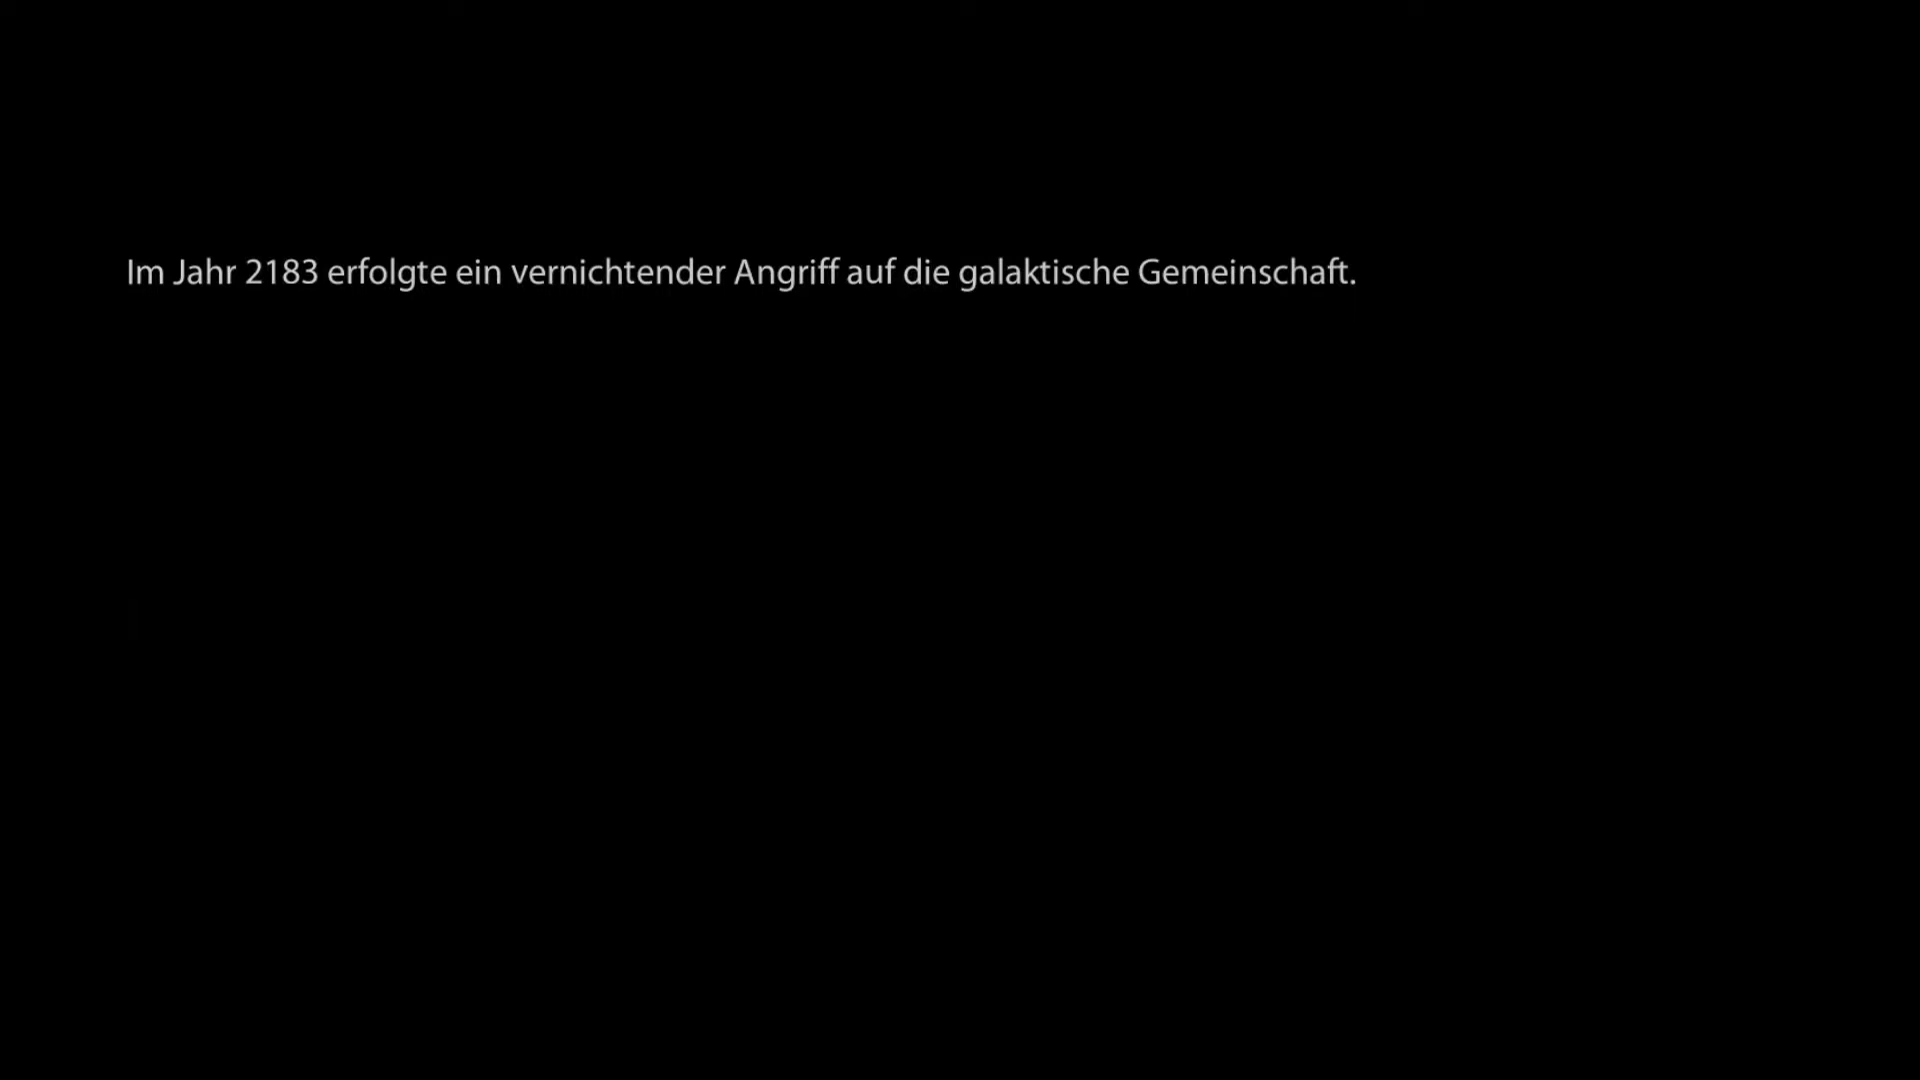 Im Jahr 2183 erfolgte ein vernichtender Angriff auf die galaktische Gemeinschaft.